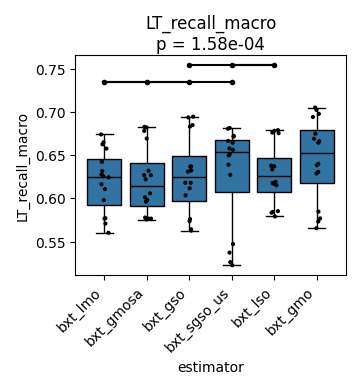 LT_recall_macro
p = 1.58e-04
LT_recall_macro
0.75
0.70
0.65
0.60
0.55
bxt_lmo
bxt_gmosa
bxt_gso
bxt_sgso_us
bxt_lso
bxt_gmo
estimator